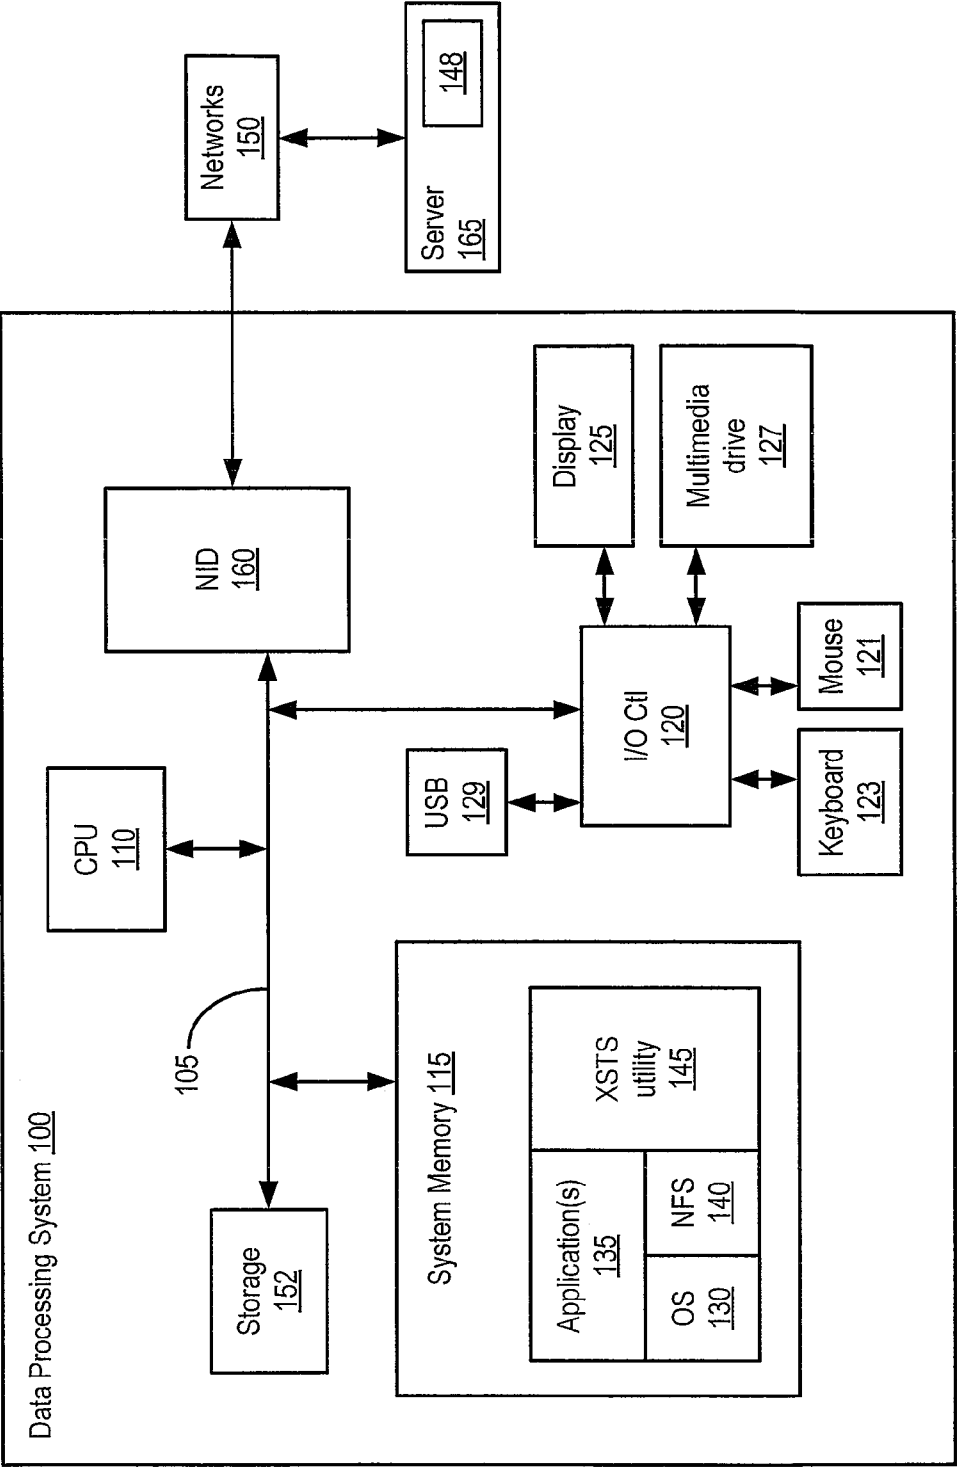 Data Processing System 100
105
Storage
152
CPU
110
NID
160
Networks
150
Server
165
148
System Memory 115
Application(s)
135
OS
130
NFS
140
XSTS
utility
145
USB
129
I/O Ctl
120
Display
125
Multimedia
drive
127
Keyboard
123
Mouse
121